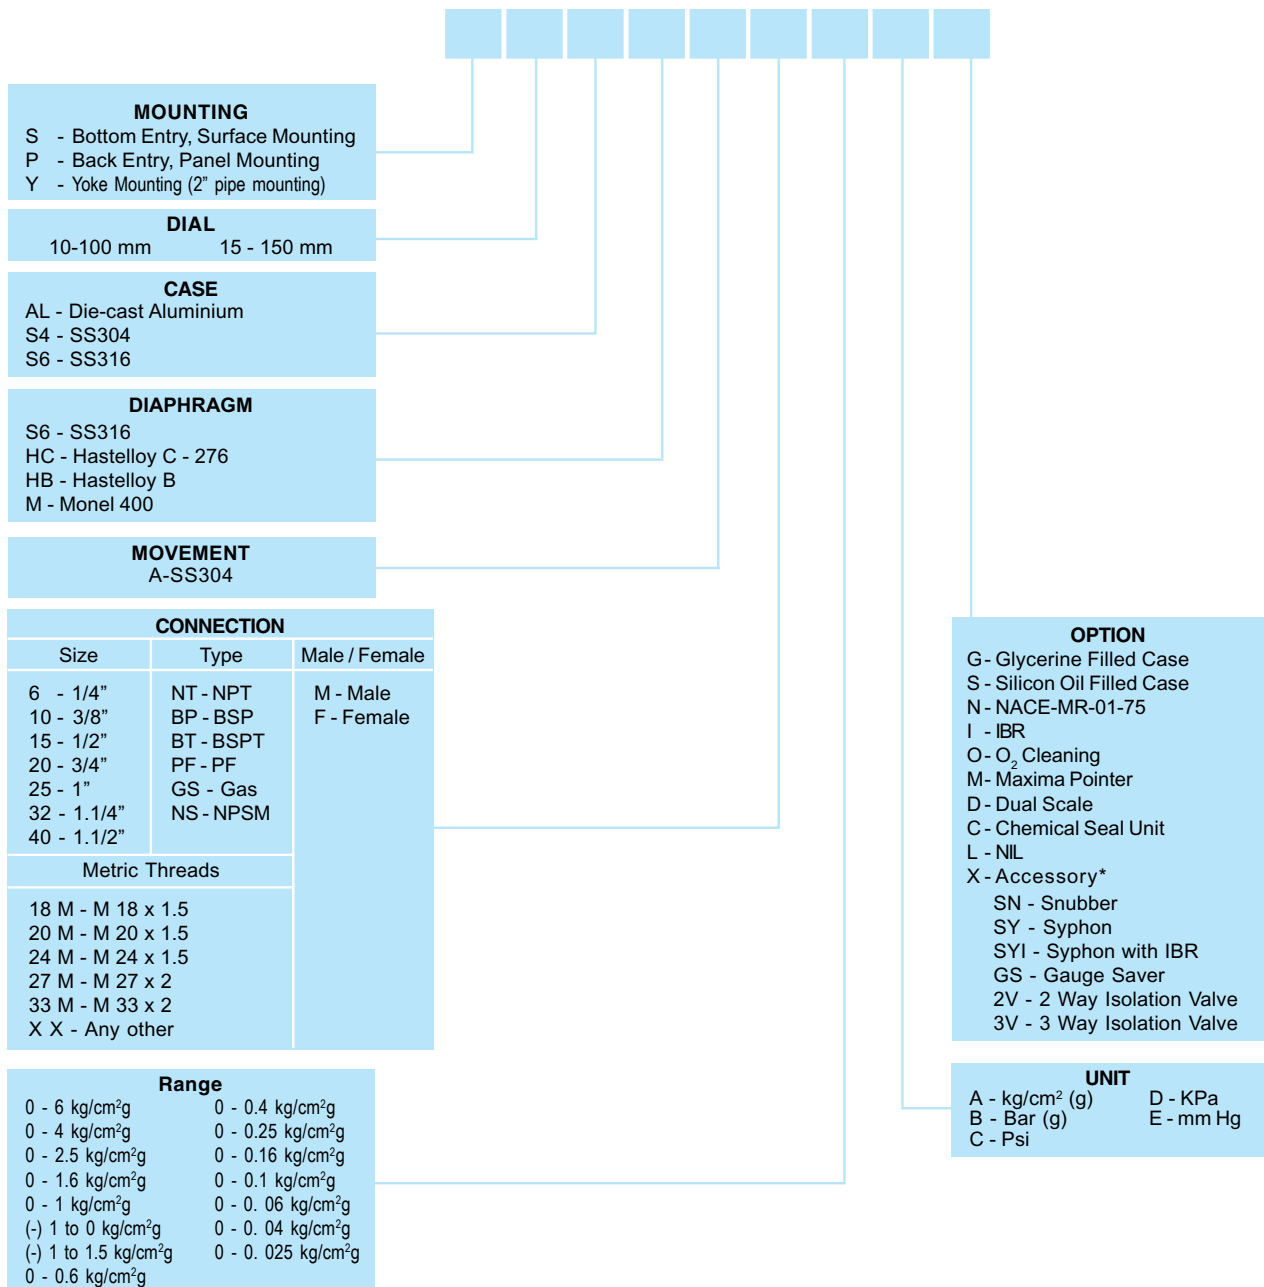 MOUNTING
S - Bottom Entry, Surface Mounting
P - Back Entry, Panel Mounting
Y - Yoke Mounting (2” pipe mounting)
DIAL
10-100 mm 15 - 150 mm
CASE
AL - Die-cast Aluminium
S4 - SS304
S6 - SS316
DIAPHRAGM
S6 - SS316
HC - Hastelloy C - 276
HB - Hastelloy B
M - Monel 400
MOVEMENT
A-SS304
CONNECTION
Size Type Male / Female
6 - 1/4” NT - NPT M - Male
10 - 3/8” BP - BSP F - Female
15 - 1/2” BT - BSPT
20 - 3/4” PF - PF
25 - 1” GS - Gas
32 - 1.1/4” NS - NPSM
40 - 1.1/2”
Metric Threads
18 M - M 18 x 1.5
20 M - M 20 x 1.5
24 M - M 24 x 1.5
27 M - M 27 x 2
33 M - M 33 x 2
X X - Any other
Range
0 - 6 kg/cm²g 0 - 0.4 kg/cm²g
0 - 4 kg/cm²g 0 - 0.25 kg/cm²g
0 - 2.5 kg/cm²g 0 - 0.16 kg/cm²g
0 - 1.6 kg/cm²g 0 - 0.1 kg/cm²g
0 - 1 kg/cm²g 0 - 0. 06 kg/cm²g
(-) 1 to 0 kg/cm²g 0 - 0. 04 kg/cm²g
(-) 1 to 1.5 kg/cm²g 0 - 0. 025 kg/cm²g
0 - 0.6 kg/cm²g
OPTION
G - Glycerine Filled Case
S - Silicon Oil Filled Case
N - NACE-MR-01-75
I - IBR
O - O₂ Cleaning
M - Maxima Pointer
D - Dual Scale
C - Chemical Seal Unit
L - NIL
X - Accessory*
SN - Snubber
SY - Syphon
SYI - Syphon with IBR
GS - Gauge Saver
2V - 2 Way Isolation Valve
3V - 3 Way Isolation Valve
UNIT
A - kg/cm² (g) D - KPa
B - Bar (g) E - mm Hg
C - Psi